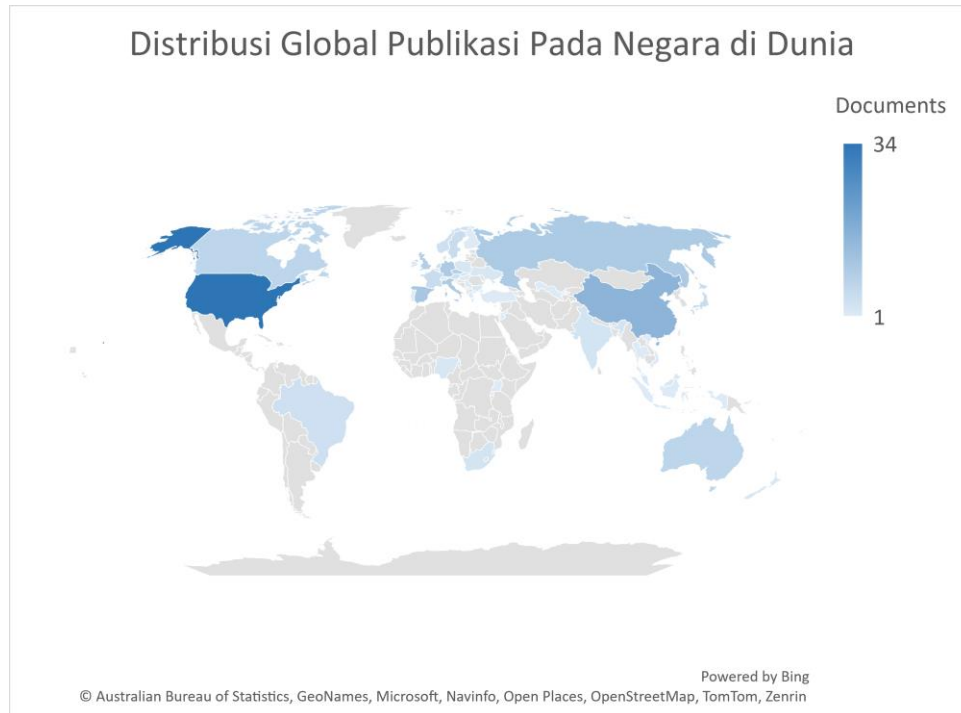 Distribusi Global Publikasi Pada Negara di Dunia
Documents
34
1
Powered by Bing
© Australian Bureau of Statistics, GeoNames, Microsoft, Navinfo, Open Places, OpenStreetMap, TomTom, Zenrin